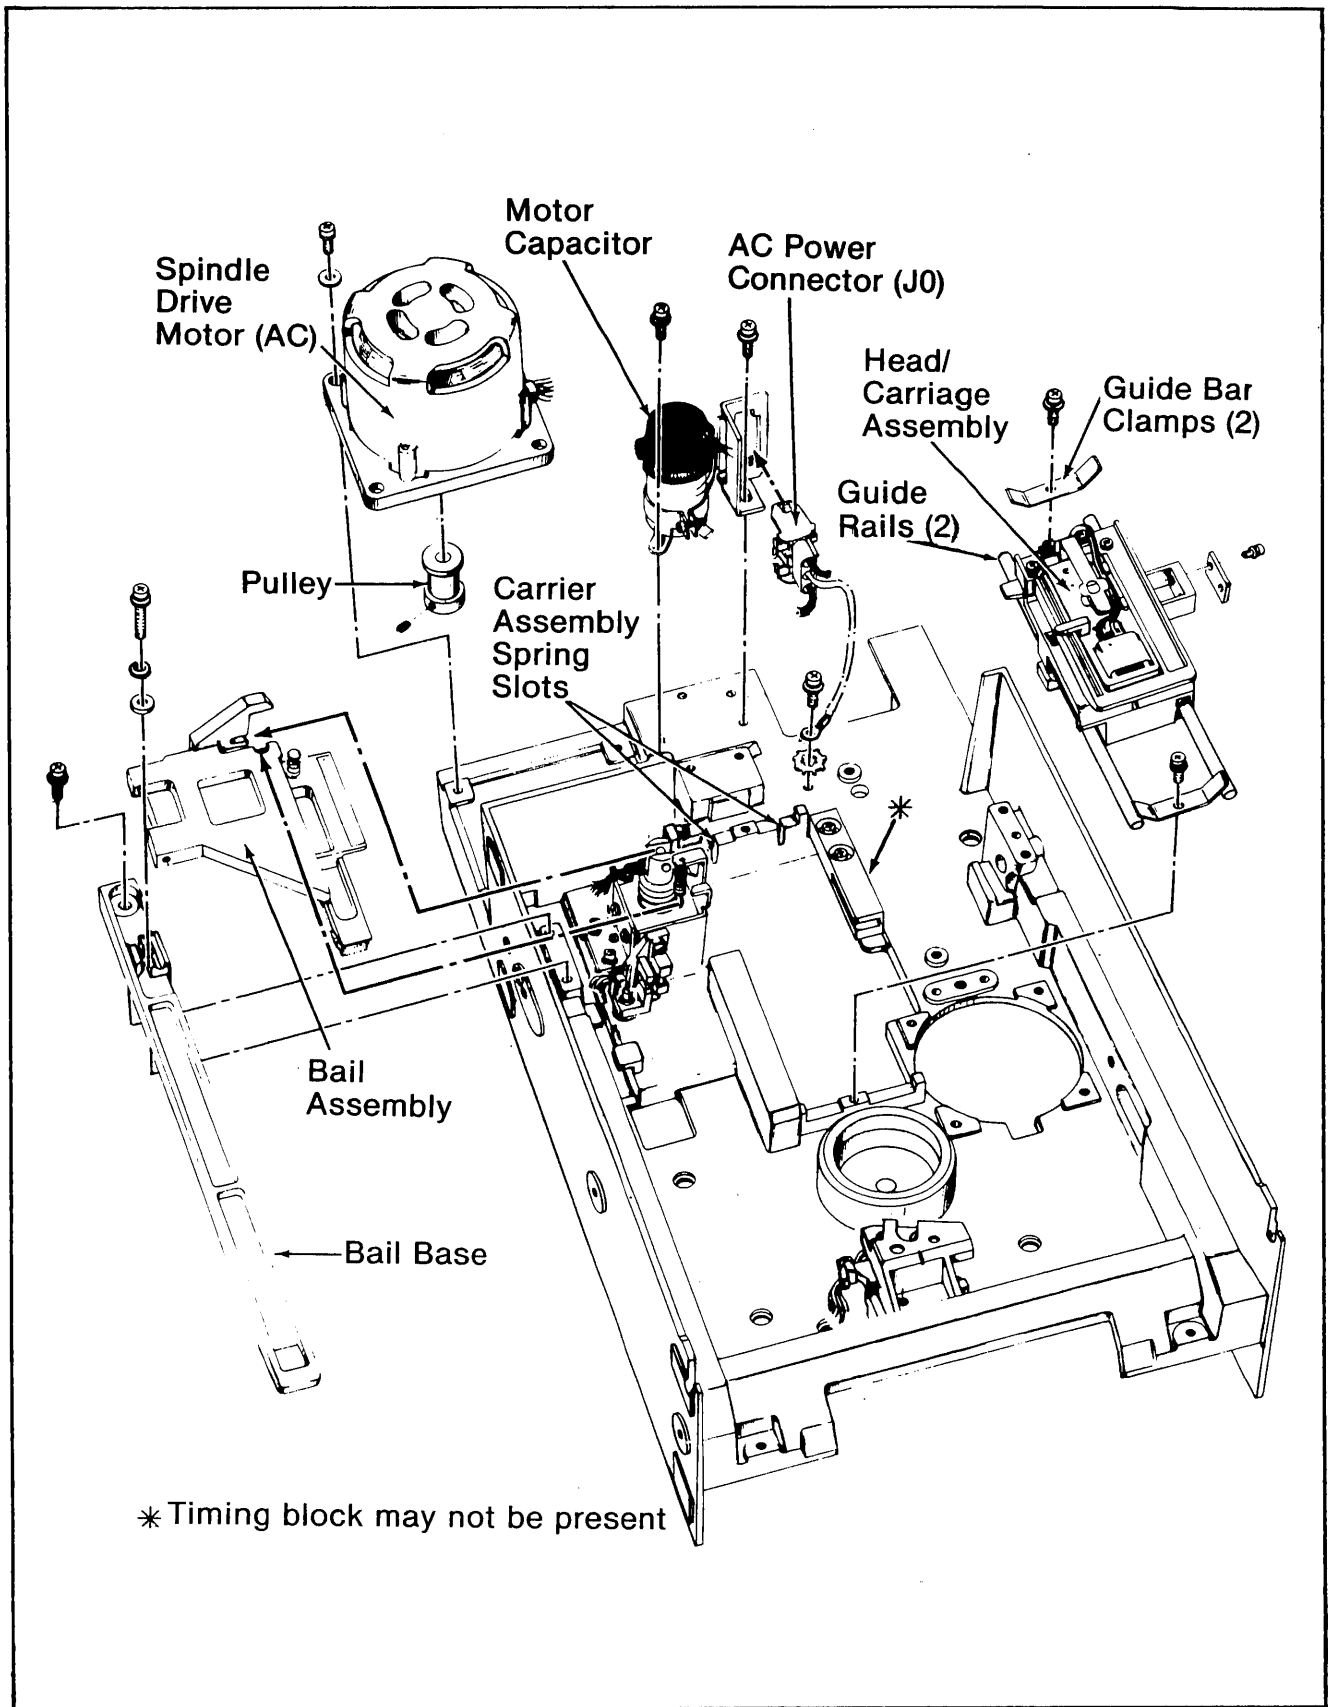 Motor
Capacitor
AC Power
Connector (J0)
Spindle
Drive
Motor (AC)
Head/
Carriage
Assembly
Guide Bar
Clamps (2)
Guide
Rails (2)
Pulley
Carrier
Assembly
Spring
Slots
*
Bail
Assembly
Bail Base
* Timing block may not be present